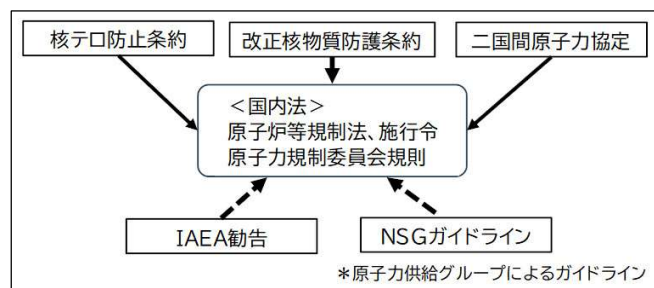 核テロ防止条約
改正核物質防護条約
二国間原子力協定
＜国内法＞
原子炉等規制法、施行令
原子力規制委員会規則
IAEA勧告
NSGガイドライン
＊原子力供給グループによるガイドライン